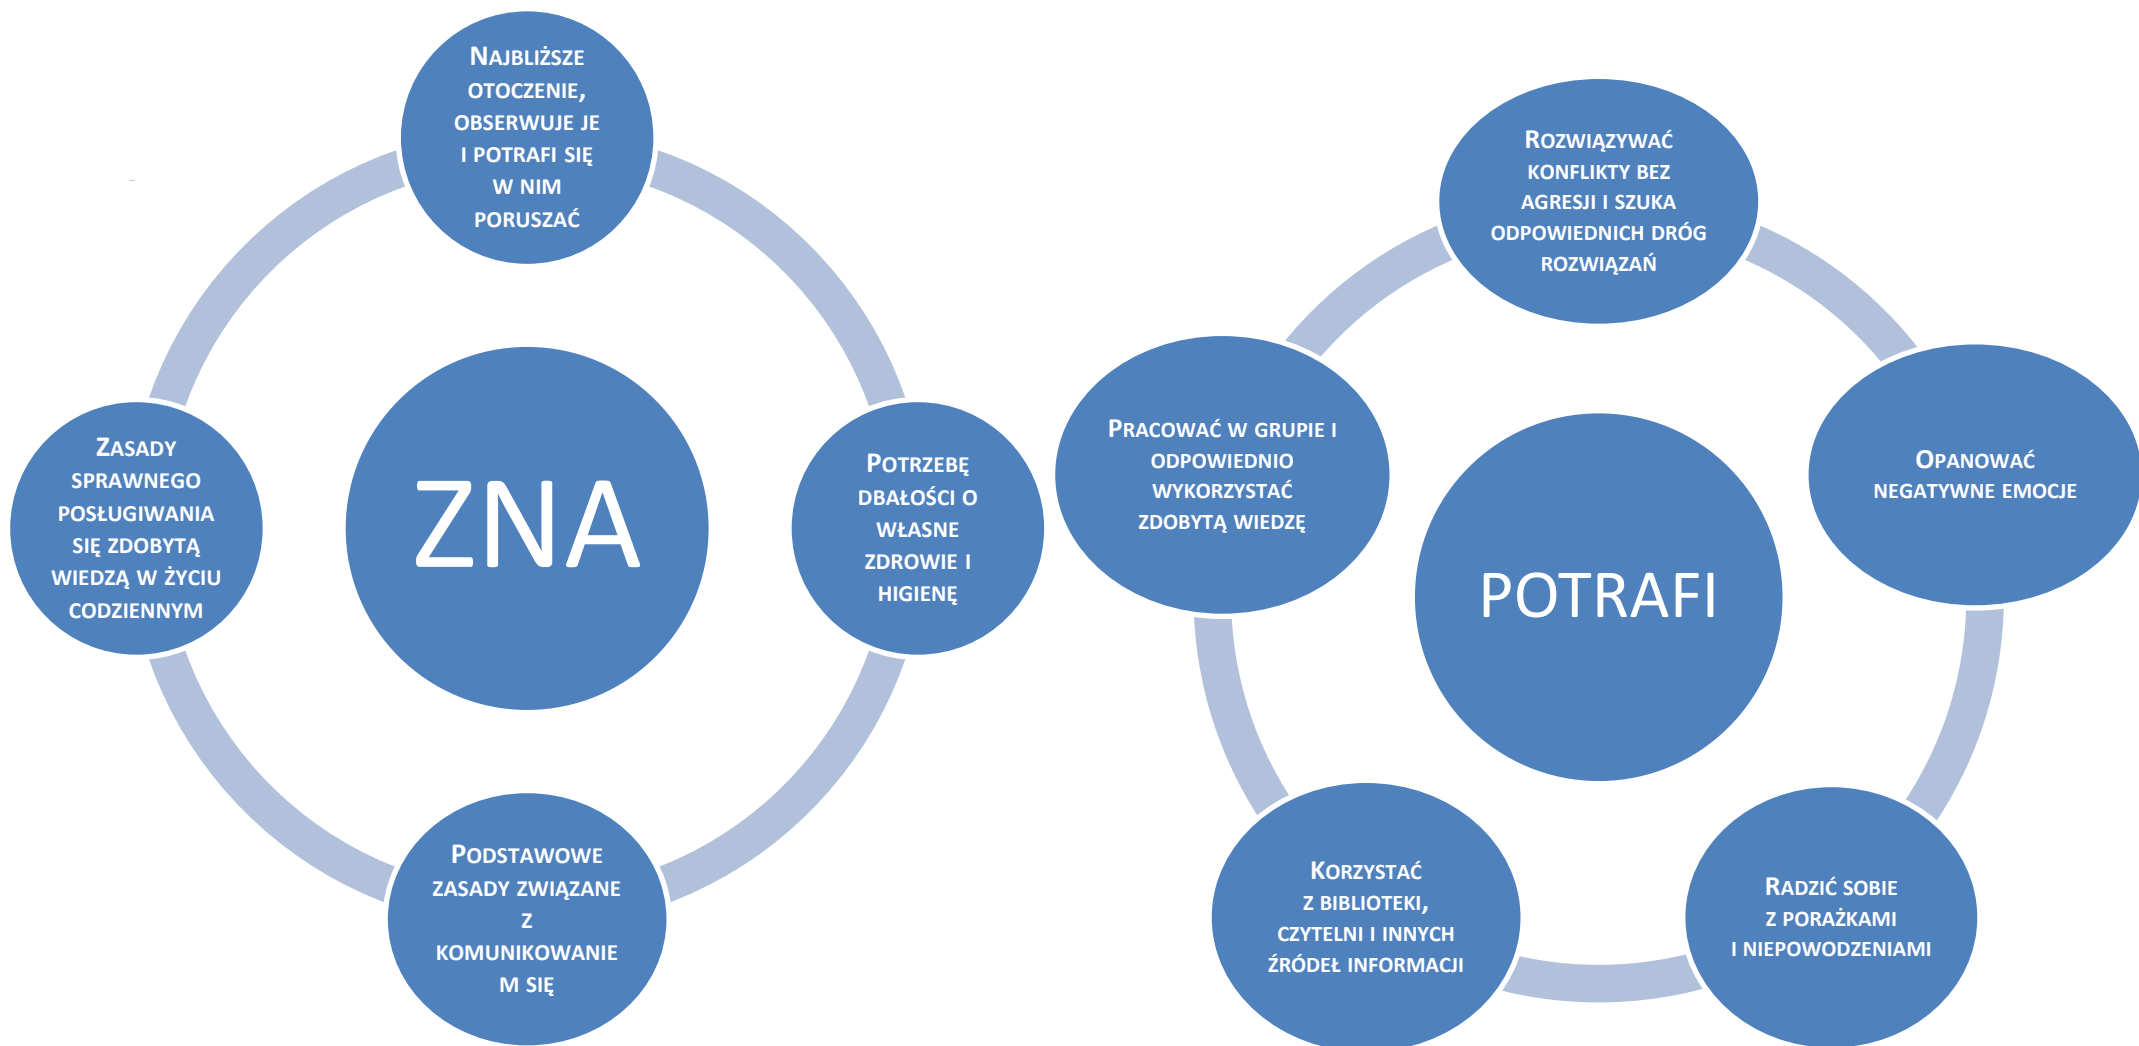 NAJBLIŻSZE
OTOCZENIE,
OBSERWUJE JE
I POTRAFI SIĘ
W NIM
PORUSZAĆ
ZNA
POTRZEBĘ
DBAŁOŚCI O
WŁASNE
ZDROWIE I
HIGIENĘ
PODSTAWOWE
ZASADY ZWIĄZANE
Z
KOMUNIKOWANIE
M SIĘ
ZASADY
SPRAWNEGO
POSŁUGIWANIA
SIĘ ZDOBYTĄ
WIEDZĄ W ŻYCIU
CODZIENNYM
ROZWIĄZYWAĆ
KONFLIKTY BEZ
AGRESJI I SZUKA
ODPOWIEDNICH DRÓG
ROZWIĄZAŃ
POTRAFI
OPANOWAĆ
NEGATYWNE EMOCJE
RADZIĆ SOBIE
Z PORAŻKAMI
I NIEPOWODZENIAMI
KORZYSTAĆ
Z BIBLIOTEKI,
CZYTELNI I INNYCH
ŹRÓDEŁ INFORMACJI
PRACOWAĆ W GRUPIE I
ODPOWIEDNIO
WYKORZYSTAĆ
ZDOBYTĄ WIEDZĘ